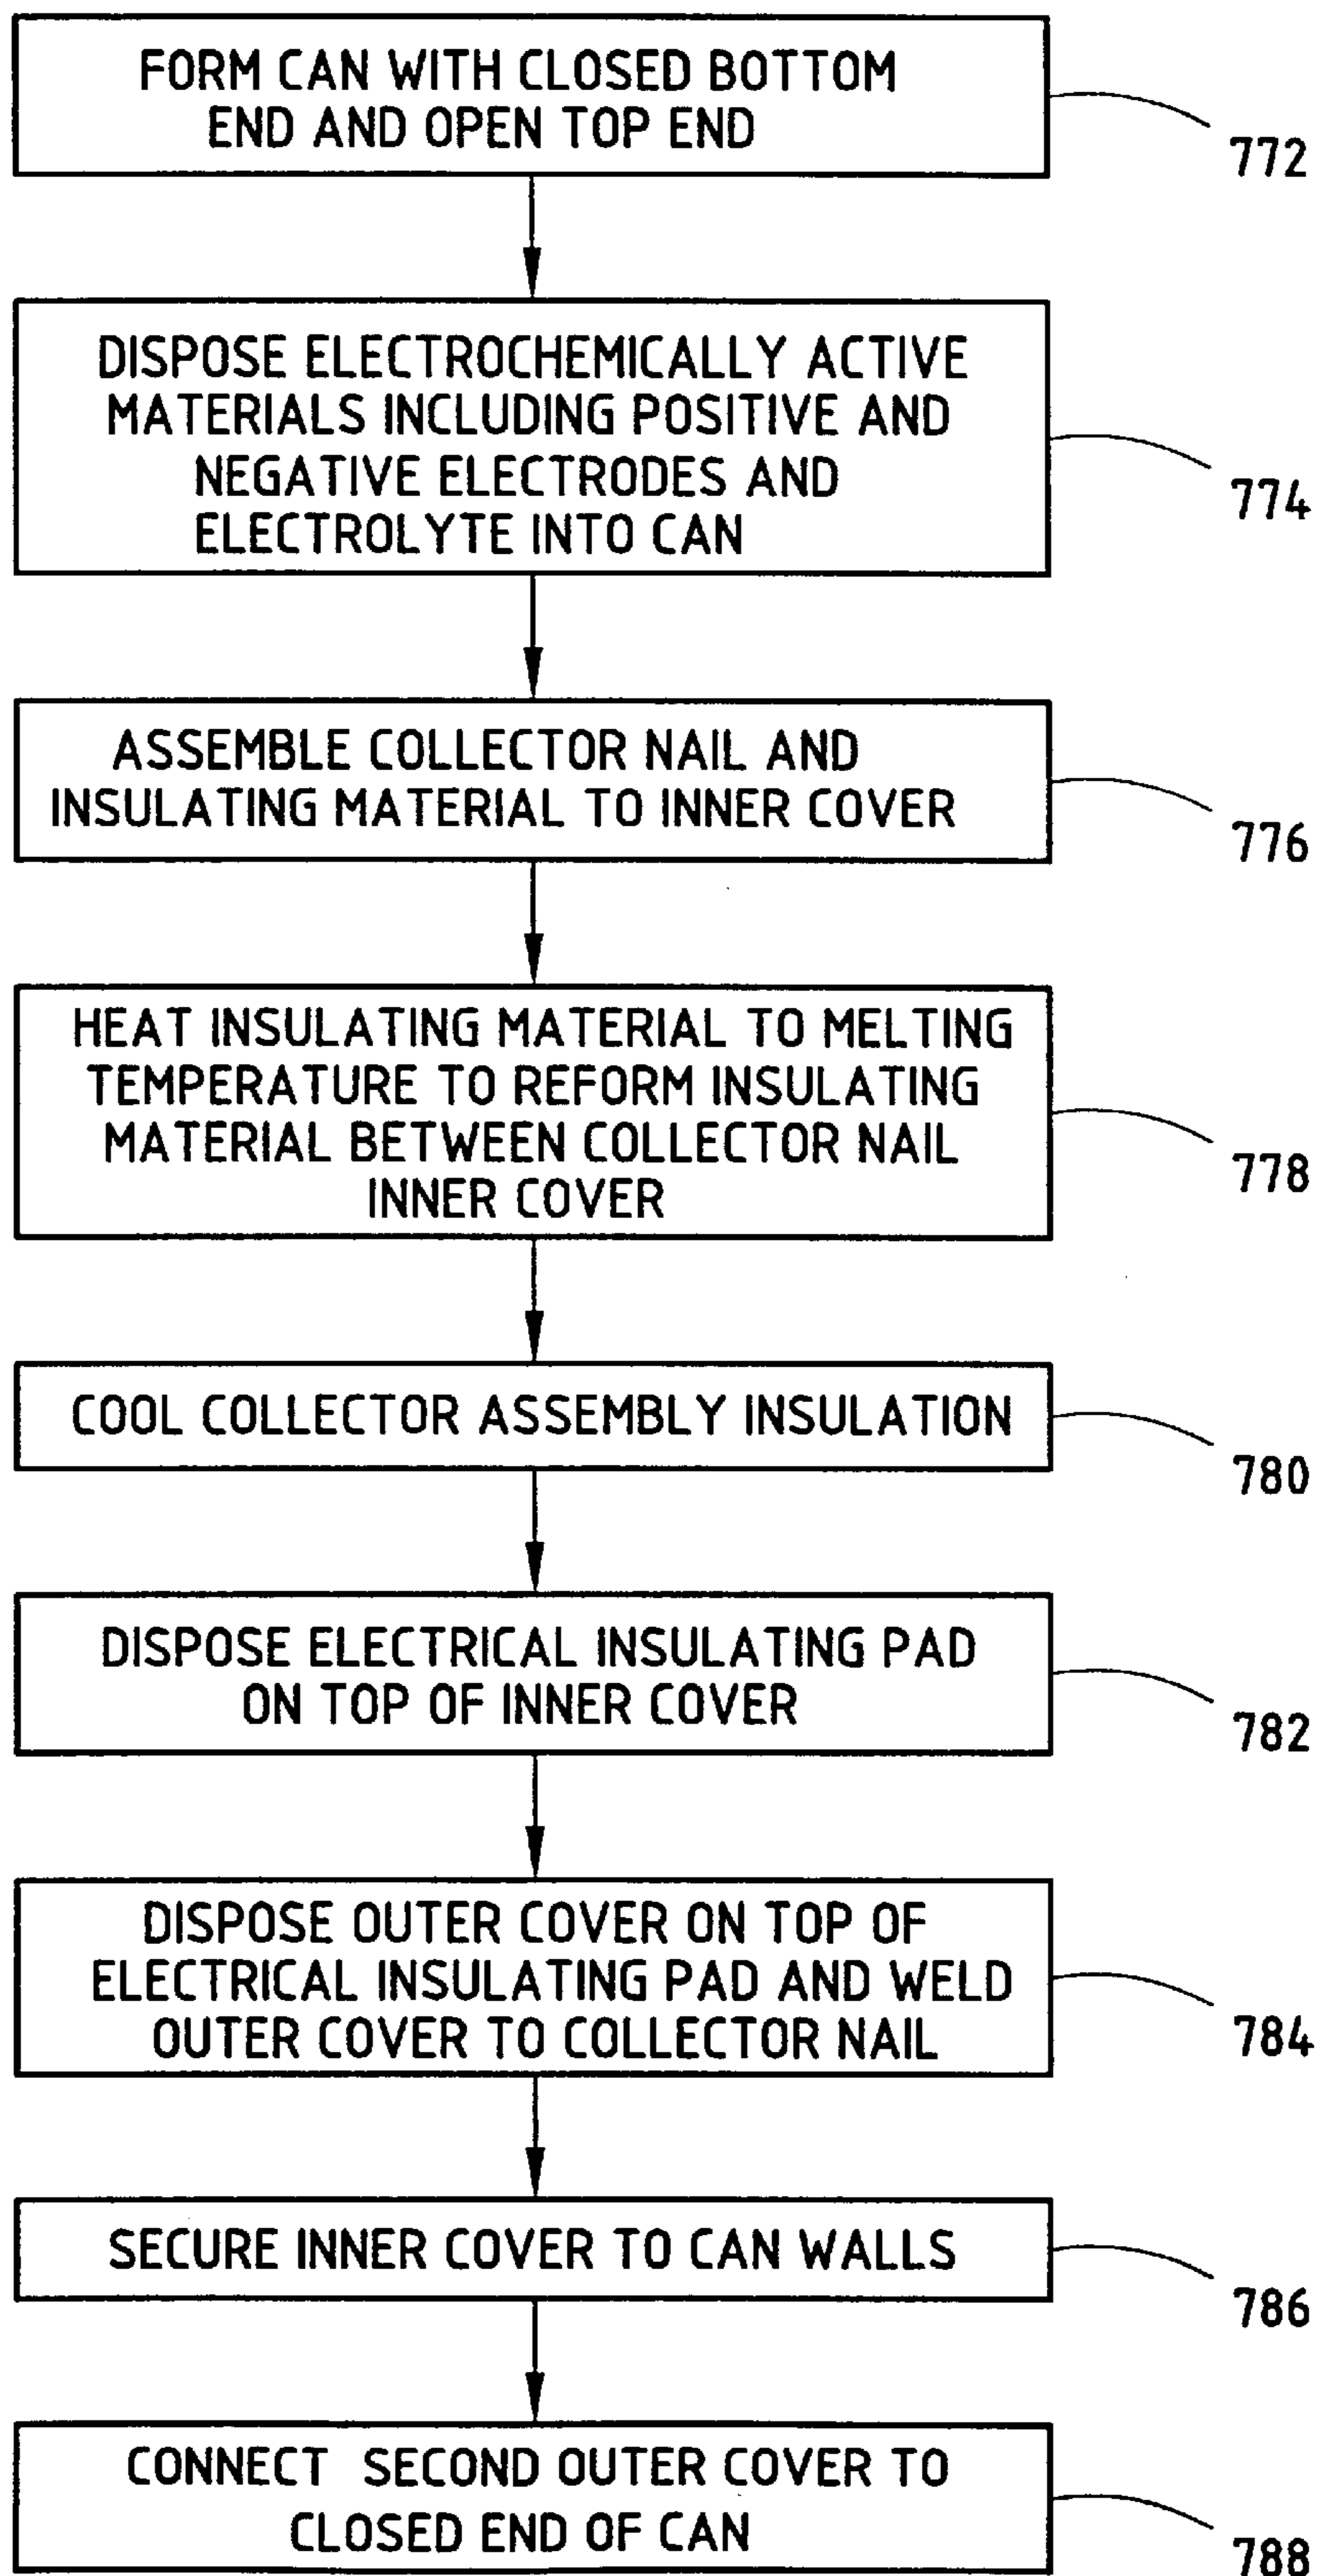 FORM CAN WITH CLOSED BOTTOM
END AND OPEN TOP END
772
DISPOSE ELECTROCHEMICALLY ACTIVE
MATERIALS INCLUDING POSITIVE AND
NEGATIVE ELECTRODES AND
ELECTROLYTE INTO CAN
774
ASSEMBLE COLLECTOR NAIL AND
INSULATING MATERIAL TO INNER COVER
776
HEAT INSULATING MATERIAL TO MELTING
TEMPERATURE TO REFORM INSULATING
MATERIAL BETWEEN COLLECTOR NAIL
INNER COVER
778
COOL COLLECTOR ASSEMBLY INSULATION
780
DISPOSE ELECTRICAL INSULATING PAD
ON TOP OF INNER COVER
782
DISPOSE OUTER COVER ON TOP OF
ELECTRICAL INSULATING PAD AND WELD
OUTER COVER TO COLLECTOR NAIL
784
SECURE INNER COVER TO CAN WALLS
786
CONNECT SECOND OUTER COVER TO
CLOSED END OF CAN
788